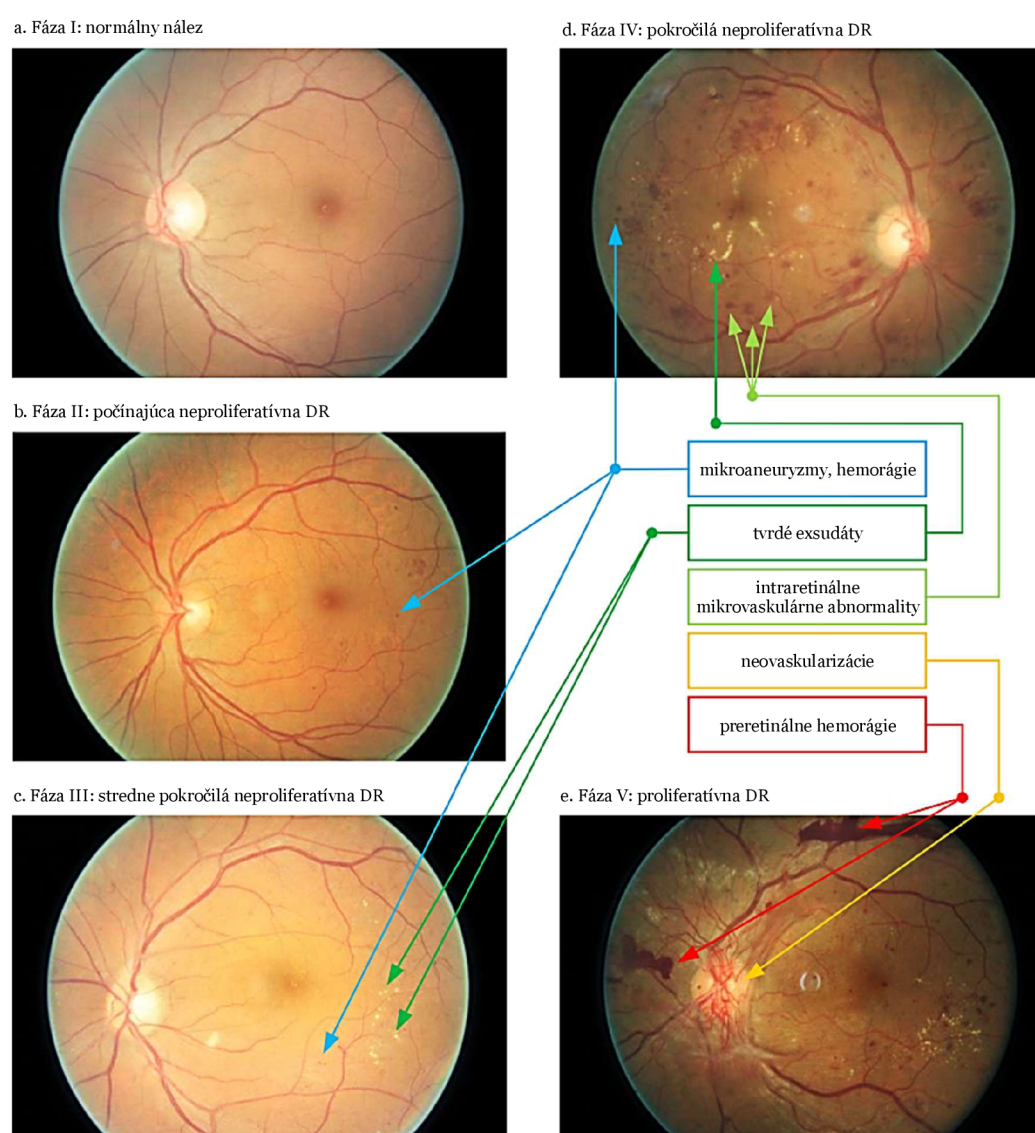 a. Fáza I: normálny nález
d. Fáza IV: pokročilá neproliferatívna DR
b. Fáza II: počínajúca neproliferatívna DR
mikroaneuryzmy, hemorágie
tvrdé exsudáty
intraretinálne
mikrovaskulárne abnormality
neovaskularizácie
preretinálne hemorágie
c. Fáza III: stredne pokročilá neproliferatívna DR
e. Fáza V: proliferatívna DR